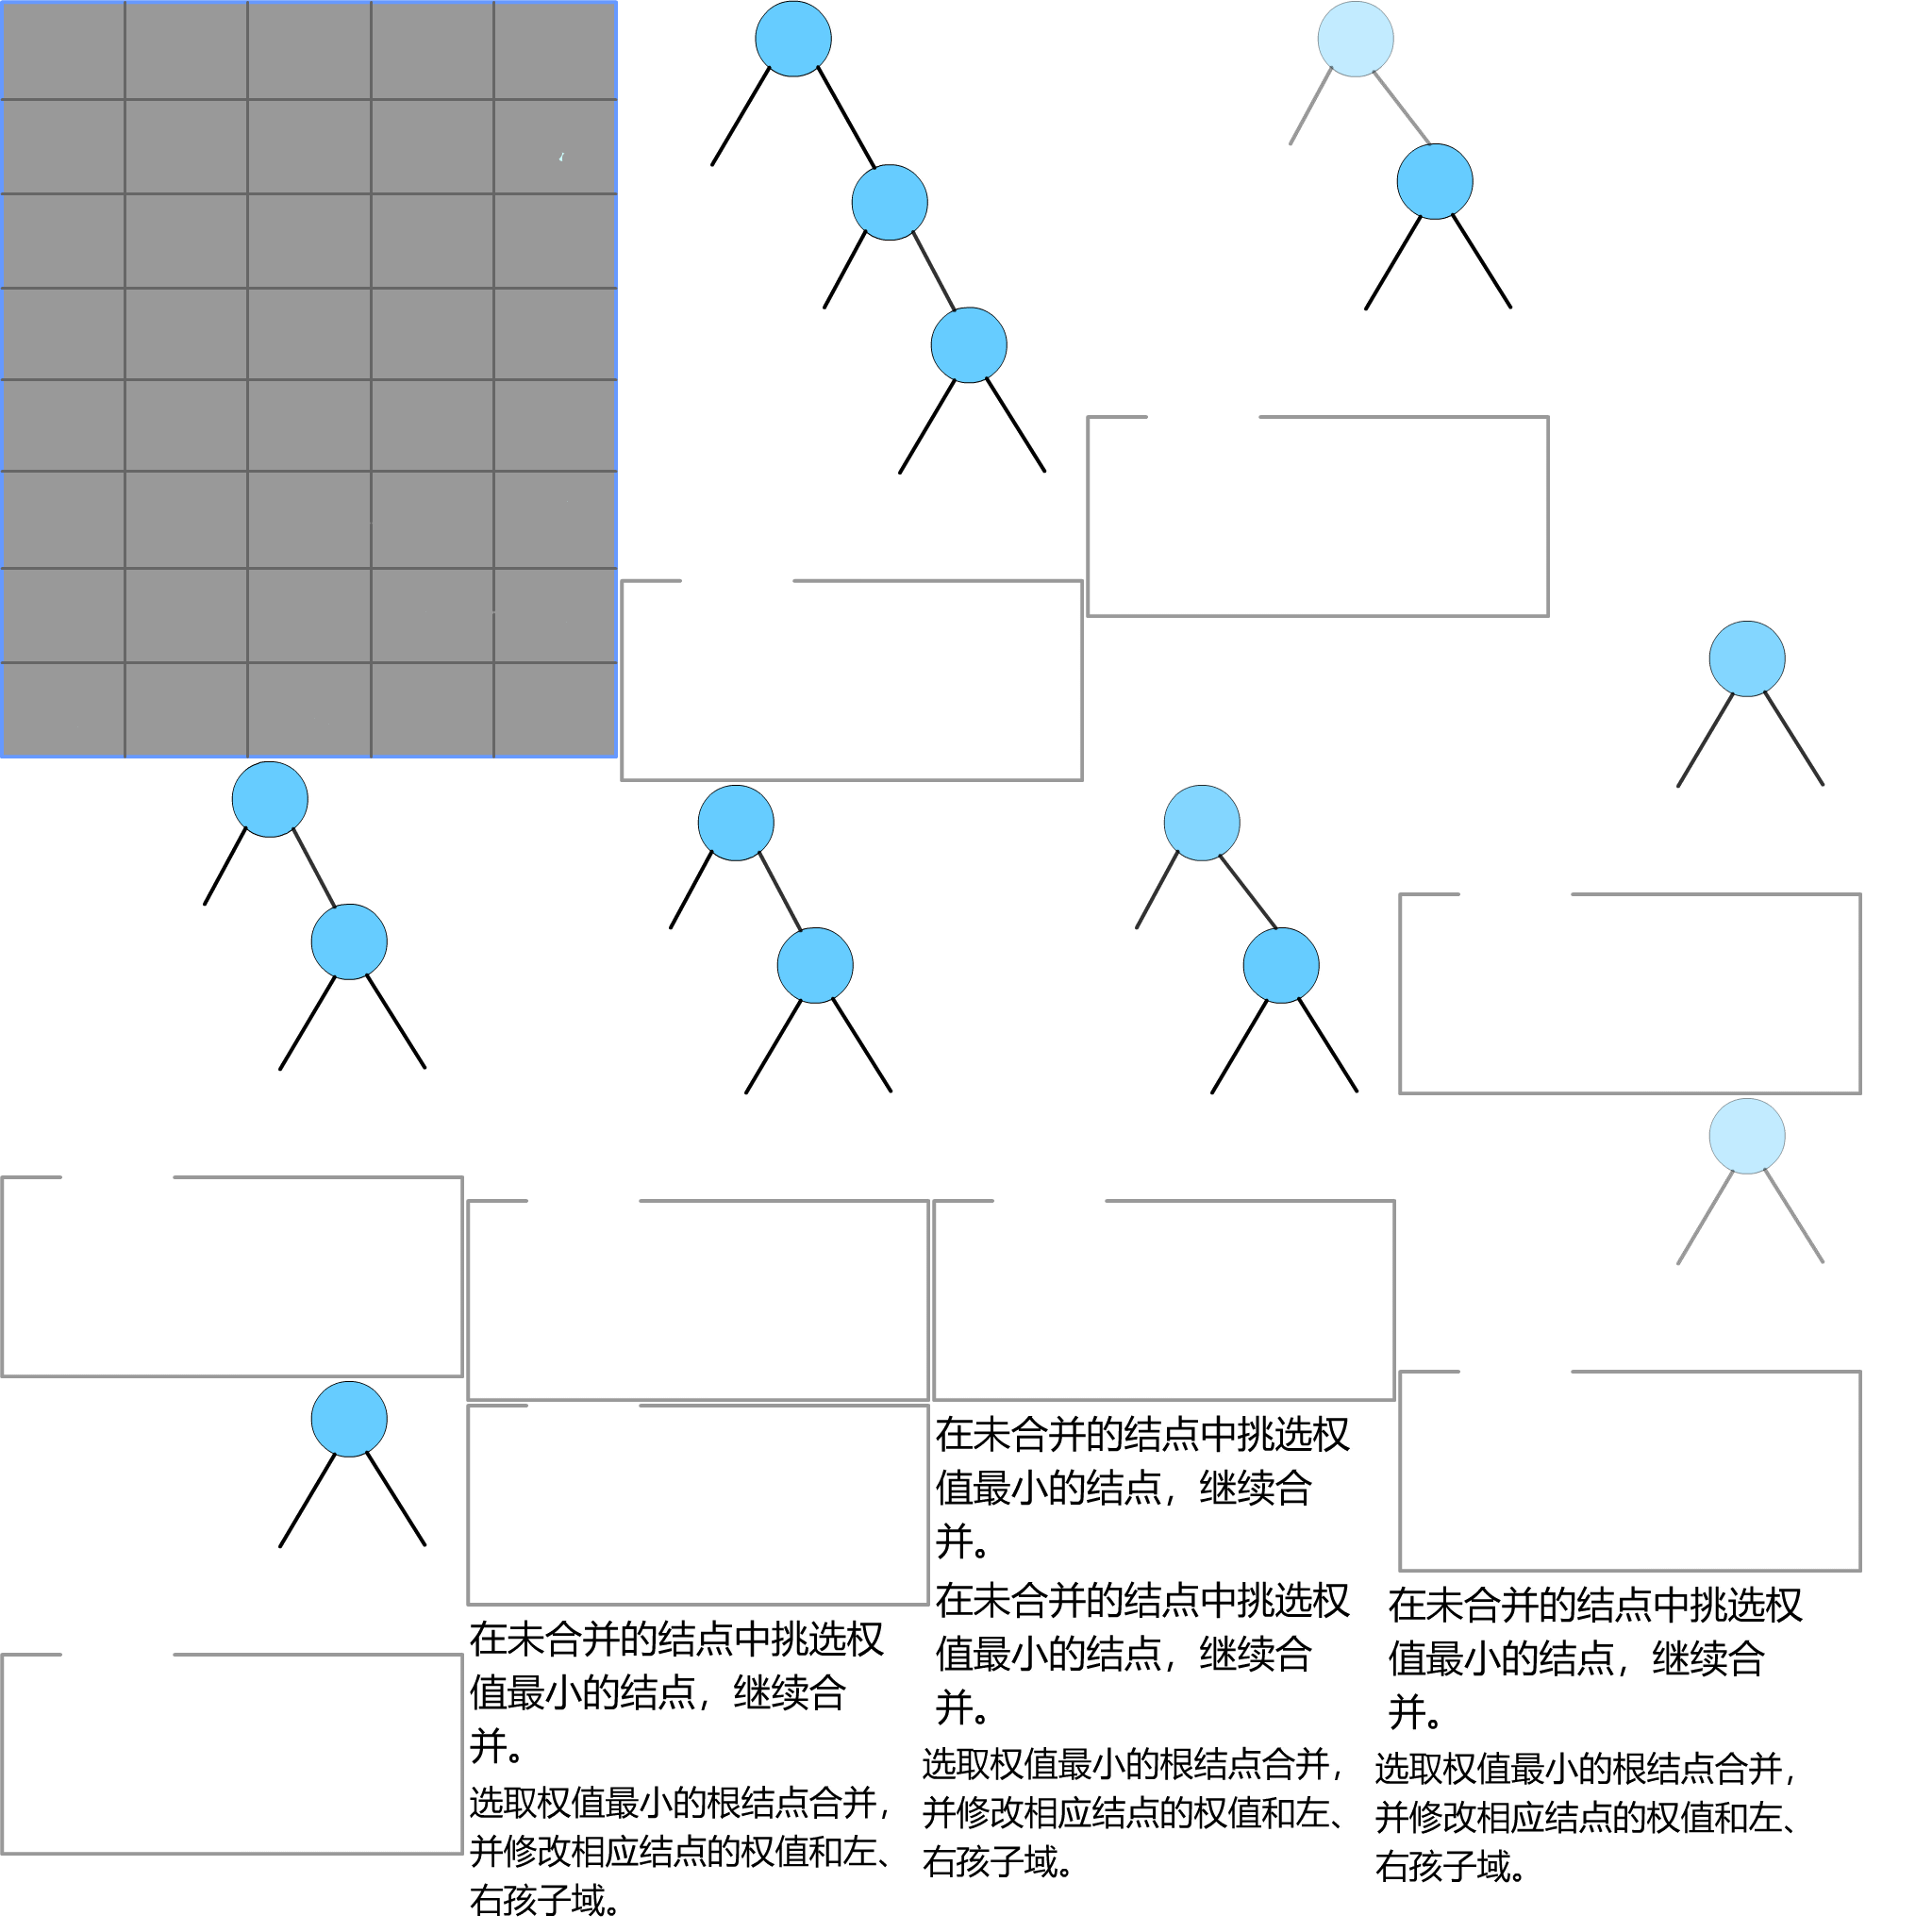 在未合并的结点中挑选权
值最小的结点，继续合
并。
在未合并的结点中挑选权
值最小的结点，继续合
并。
在未合并的结点中挑选权
值最小的结点，继续合
并。
在未合并的结点中挑选权
值最小的结点，继续合
并。
选取权值最小的根结点合并，
并修改相应结点的权值和左、
右孩子域。
选取权值最小的根结点合并，
并修改相应结点的权值和左、
右孩子域。
选取权值最小的根结点合并，
并修改相应结点的权值和左、
右孩子域。